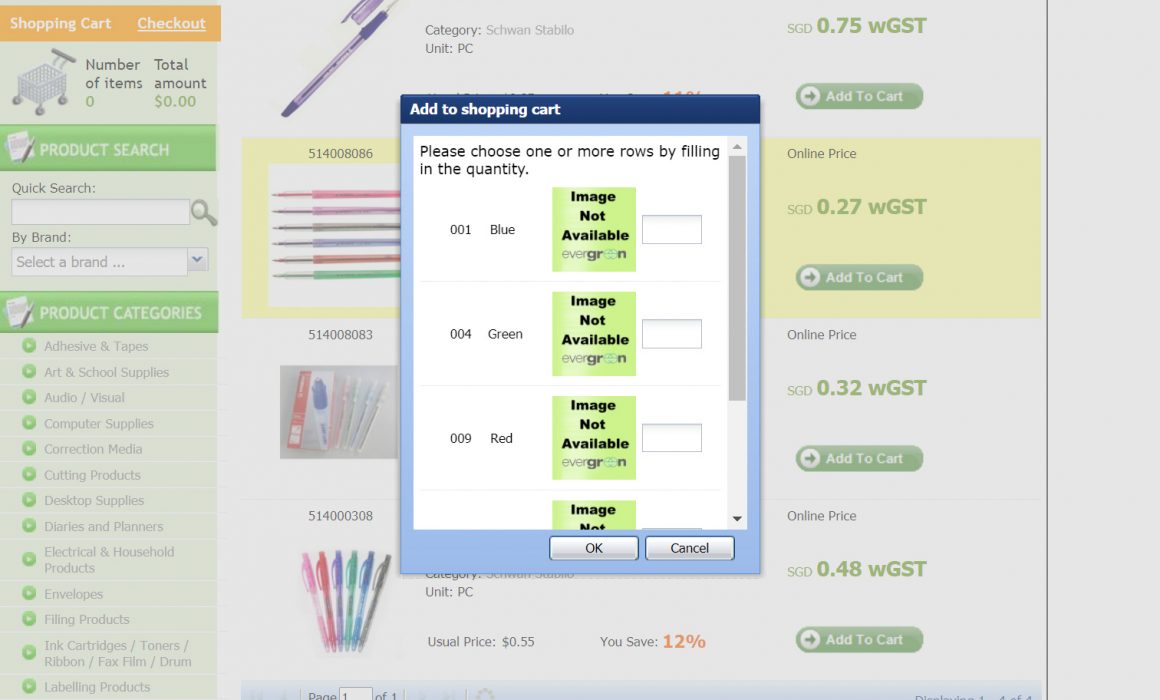 Shopping Cart Checkout
Number of items 0
Total amount $0.00
PRODUCT SEARCH
Quick Search:
By Brand:
Select a brand ...
PRODUCT CATEGORIES
Adhesive & Tapes
Art & School Supplies
Audio / Visual
Computer Supplies
Correction Media
Cutting Products
Desktop Supplies
Diaries and Planners
Electrical & Household
Products
Envelopes
Filing Products
Ink Cartridges / Toners /
Ribbon / Fax Film / Drum
Labelling Products
Category: Schwan Stabilo
Unit: PC
11%
SGD 0.75 wGST
Add To Cart
514008086
Online Price
SGD 0.27 wGST
Add To Cart
514008083
Online Price
SGD 0.32 wGST
Add To Cart
514000308
Online Price
Category: Schwan Stabilo
Unit: PC
SGD 0.48 wGST
Usual Price: $0.55 You Save: 12%
Add To Cart
Page 1 of 1
Displaying 1 - 4 of 4
Add to shopping cart
Please choose one or more rows by filling
in the quantity.
001 Blue
Image
Not
Available
evergreen
004 Green
Image
Not
Available
evergreen
009 Red
Image
Not
Available
evergreen
Image
Not
OK Cancel